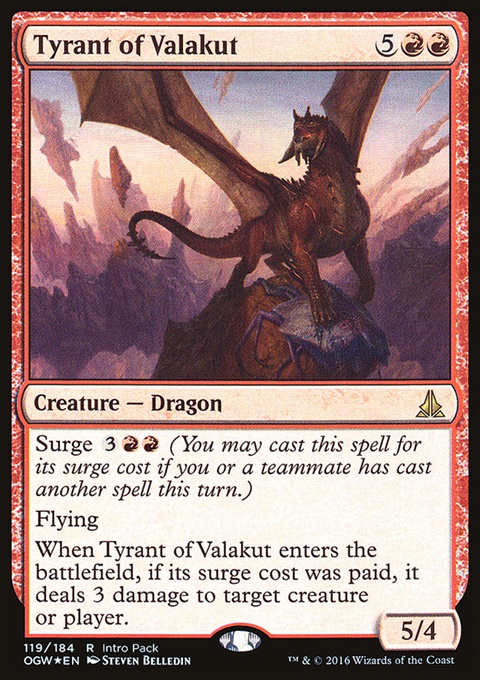 Tyrant of Valakut 5
Creature — Dragon
Surge 3 (You may cast this spell for
its surge cost if you or a teammate has cast
another spell this turn.)
Flying
When Tyrant of Valakut enters the
battlefield, if its surge cost was paid, it
deals 3 damage to target creature
or player.
5/4
119/184 R Intro Pack
OGW★EN Steven Belledin
™ & © 2016 Wizards of the Coast